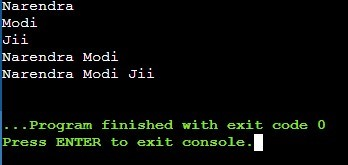 Narendra
Modi
Jii
Narendra Modi
Narendra Modi Jii
...Program finished with exit code 0
Press ENTER to exit console.